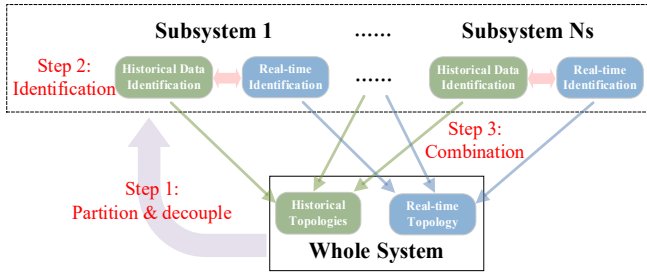 Subsystem 1
......
Subsystem Ns
Step 2:
Identification
Historical Data
Identification
Real-time
Identification
......
Historical Data
Identification
Real-time
Identification
Step 3:
Combination
Step 1:
Partition & decouple
Historical
Topologies
Real-time
Topology
Whole System